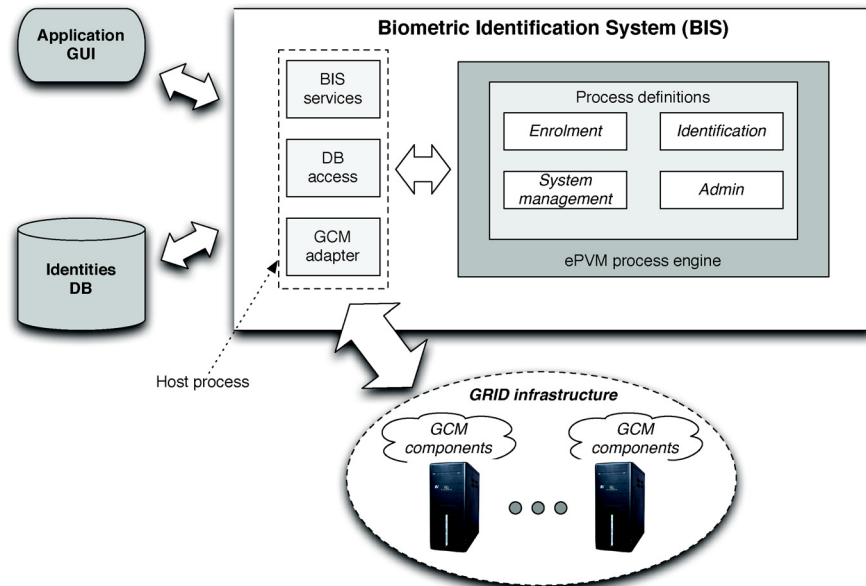 Biometric Identification System (BIS)
Application
GUI
BIS
services
DB
access
GCM
adapter
Process definitions
Enrolment
Identification
System
management
Admin
ePVM process engine
Identities
DB
Host process
GRID infrastructure
GCM
components
GCM
components